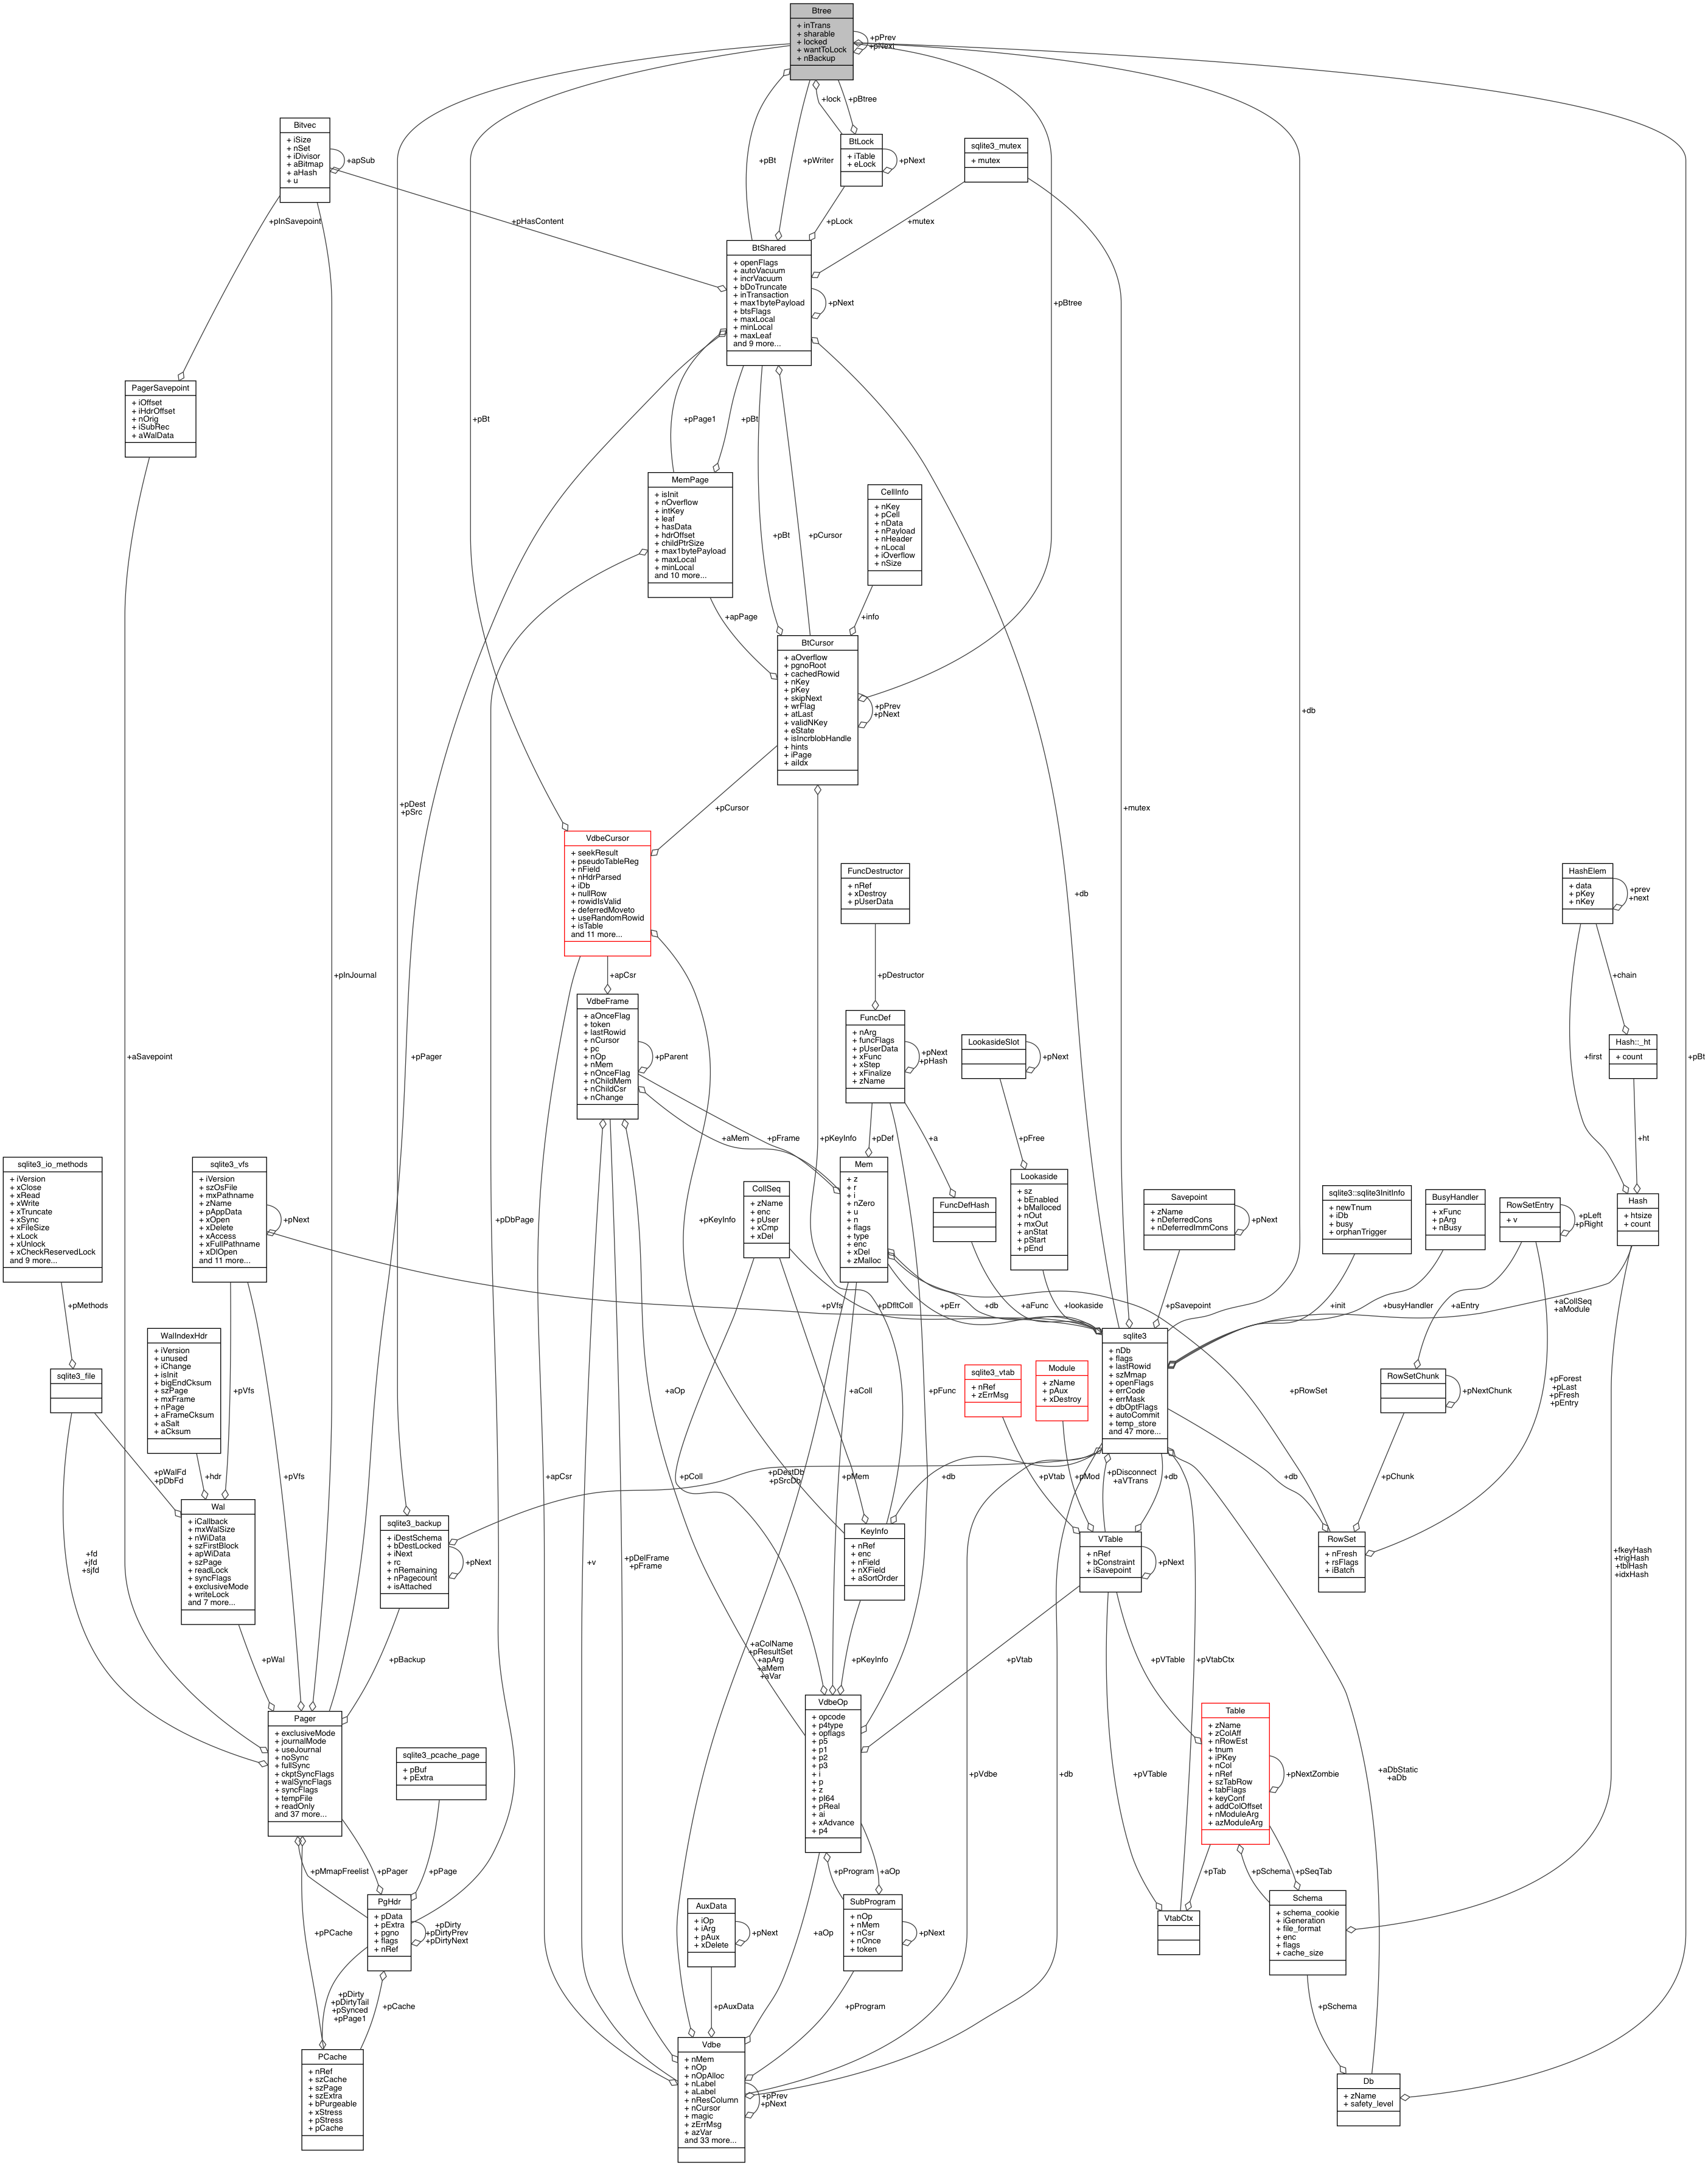 Btree
+ inTrans
+ sharable
+ locked
+ wantToLock
+ nBackup
+pPrev
+pNext
+lock
+pBtree
Bitvec
+ iSize
+ nSet
+ iDivisor
+ aBitmap
+ aHash
+ u
+apSub
BtLock
+ iTable
+ eLock
+pNext
sqlite3_mutex
+ mutex
+pBt
+pWriter
+pInSavepoint
+pHasContent
+pLock
+mutex
BtShared
+ openFlags
+ autoVacuum
+ incrVacuum
+ bDoTruncate
+ inTransaction
+ max1bytePayload
+ btsFlags
+ maxLocal
+ minLocal
+ maxLeaf
and 9 more...
+pNext
+pBtree
PagerSavepoint
+ iOffset
+ iHdrOffset
+ nOrig
+ iSubRec
+ aWalData
+pBt
+pPage1
+pBt
MemPage
+ isInit
+ nOverflow
+ intKey
+ leaf
+ hasData
+ hdrOffset
+ childPtrSize
+ max1bytePayload
+ maxLocal
+ minLocal
and 10 more...
+pBt
+pCursor
CellInfo
+ nKey
+ pCell
+ nData
+ nPayload
+ nHeader
+ nLocal
+ iOverflow
+ nSize
+apPage
+info
BtCursor
+ aOverflow
+ pgnoRoot
+ cachedRowid
+ nKey
+ pKey
+ skipNext
+ wrFlag
+ atLast
+ validNKey
+ eState
+ isIncrblobHandle
+ hints
+ iPage
+ aiIdx
+pPrev
+pNext
+db
+pDest
+pSrc
+pCursor
+mutex
VdbeCursor
+ seekResult
+ pseudoTableReg
+ nField
+ nHdrParsed
+ iDb
+ nullRow
+ rowidIsValid
+ deferredMoveto
+ useRandomRowid
+ isTable
and 11 more...
+db
FuncDestructor
+ nRef
+ xDestroy
+ pUserData
HashElem
+ data
+ pKey
+ nKey
+prev
+next
+pInJournal
+apCsr
+pDestructor
+chain
VdbeFrame
+ aOnceFlag
+ token
+ lastRowid
+ nCursor
+ pc
+ nOp
+ nMem
+ nOnceFlag
+ nChildMem
+ nChildCsr
+ nChange
+pParent
FuncDef
+ nArg
+ funcFlags
+ pUserData
+ xFunc
+ xStep
+ xFinalize
+ zName
+pNext
+pHash
LookasideSlot
+pNext
Hash::_ht
+ count
+aSavepoint
+pPager
+first
+pBt
+aMem
+pFrame
+pKeyInfo
+pDef
+a
+pFree
+ht
sqlite3_io_methods
+ iVersion
+ xClose
+ xRead
+ xWrite
+ xTruncate
+ xSync
+ xFileSize
+ xLock
+ xUnlock
+ xCheckReservedLock
and 9 more...
sqlite3_vfs
+ iVersion
+ szOsFile
+ mxPathname
+ zName
+ pAppData
+ xOpen
+ xDelete
+ xAccess
+ xFullPathname
+ xDlOpen
and 11 more...
+pNext
+pDbPage
+pKeyInfo
CollSeq
+ zName
+ enc
+ pUser
+ xCmp
+ xDel
Mem
+ z
+ r
+ i
+ nZero
+ u
+ n
+ flags
+ type
+ enc
+ xDel
+ zMalloc
FuncDefHash
Lookaside
+ sz
+ bEnabled
+ bMalloced
+ nOut
+ mxOut
+ anStat
+ pStart
+ pEnd
Savepoint
+ zName
+ nDeferredCons
+ nDeferredImmCons
+pNext
sqlite3::sqlite3InitInfo
+ newTnum
+ iDb
+ busy
+ orphanTrigger
BusyHandler
+ xFunc
+ pArg
+ nBusy
RowSetEntry
+ v
+pLeft
+pRight
Hash
+ htsize
+ count
+pMethods
+pVfs
+pDfltColl
+pErr
+db
+aFunc
+lookaside
+pSavepoint
+init
+busyHandler
+aEntry
+aCollSeq
+aModule
WalIndexHdr
+ iVersion
+ unused
+ iChange
+ isInit
+ bigEndCksum
+ szPage
+ mxFrame
+ nPage
+ aFrameCksum
+ aSalt
+ aCksum
sqlite3
+ nDb
+ flags
+ lastRowid
+ szMmap
+ openFlags
+ errCode
+ errMask
+ dbOptFlags
+ autoCommit
+ temp_store
and 47 more...
sqlite3_file
+pVfs
+aOp
+aColl
+pFunc
sqlite3_vtab
+ nRef
+ zErrMsg
Module
+ zName
+ pAux
+ xDestroy
+pRowSet
RowSetChunk
+pNextChunk
+pForest
+pLast
+pFresh
+pEntry
+pWalFd
+pDbFd
+hdr
+pVfs
+apCsr
+pColl
+pDestDb
+pSrcDb
+pMem
+db
+pVtab
+pMod
+pDisconnect
+aVTrans
+db
+pVtabCtx
+db
+pChunk
Wal
+ iCallback
+ mxWalSize
+ nWiData
+ szFirstBlock
+ apWiData
+ szPage
+ readLock
+ syncFlags
+ exclusiveMode
+ writeLock
and 7 more...
sqlite3_backup
+ iDestSchema
+ bDestLocked
+ iNext
+ rc
+ nRemaining
+ nPagecount
+ isAttached
+pNext
+fd
+jfd
+sjfd
+v
+pDelFrame
+pFrame
KeyInfo
+ nRef
+ enc
+ nField
+ nXField
+ aSortOrder
VTable
+ nRef
+ bConstraint
+ iSavepoint
+pNext
RowSet
+ nFresh
+ rsFlags
+ iBatch
+fkeyHash
+trigHash
+tblHash
+idxHash
+pWal
+pBackup
+aColName
+pResultSet
+apArg
+aMem
+aVar
+pKeyInfo
+pVtab
+pVTable
Pager
+ exclusiveMode
+ journalMode
+ useJournal
+ noSync
+ fullSync
+ ckptSyncFlags
+ walSyncFlags
+ syncFlags
+ tempFile
+ readOnly
and 37 more...
sqlite3_pcache_page
+ pBuf
+ pExtra
VdbeOp
+ opcode
+ p4type
+ opflags
+ p5
+ p1
+ p2
+ p3
+ i
+ p
+ z
+ pI64
+ pReal
+ ai
+ xAdvance
+ p4
+pVdbe
+db
+pVTable
Table
+ zName
+ zColAff
+ nRowEst
+ tnum
+ iPKey
+ nCol
+ nRef
+ szTabRow
+ tabFlags
+ keyConf
+ addColOffset
+ nModuleArg
+ azModuleArg
+pNextZombie
+aDbStatic
+aDb
+pMmapFreelist
+pPager
+pPage
+pProgram
+aOp
+pTab
+pSchema
+pSeqTab
PgHdr
+ pData
+ pExtra
+ pgno
+ flags
+ nRef
+pDirty
+pDirtyPrev
+pDirtyNext
AuxData
+ iOp
+ iArg
+ pAux
+ xDelete
+pNext
SubProgram
+ nOp
+ nMem
+ nCsr
+ nOnce
+ token
+pNext
VtabCtx
Schema
+ schema_cookie
+ iGeneration
+ file_format
+ enc
+ flags
+ cache_size
+pPCache
+aOp
+pDirty
+pDirtyTail
+pSynced
+pPage1
+pCache
+pAuxData
+pProgram
+pSchema
PCache
+ nRef
+ szCache
+ szPage
+ szExtra
+ bPurgeable
+ xStress
+ pStress
+ pCache
Vdbe
+ nMem
+ nOp
+ nOpAlloc
+ nLabel
+ aLabel
+ nResColumn
+ nCursor
+ magic
+ zErrMsg
+ azVar
and 33 more...
+pPrev
+pNext
Db
+ zName
+ safety_level